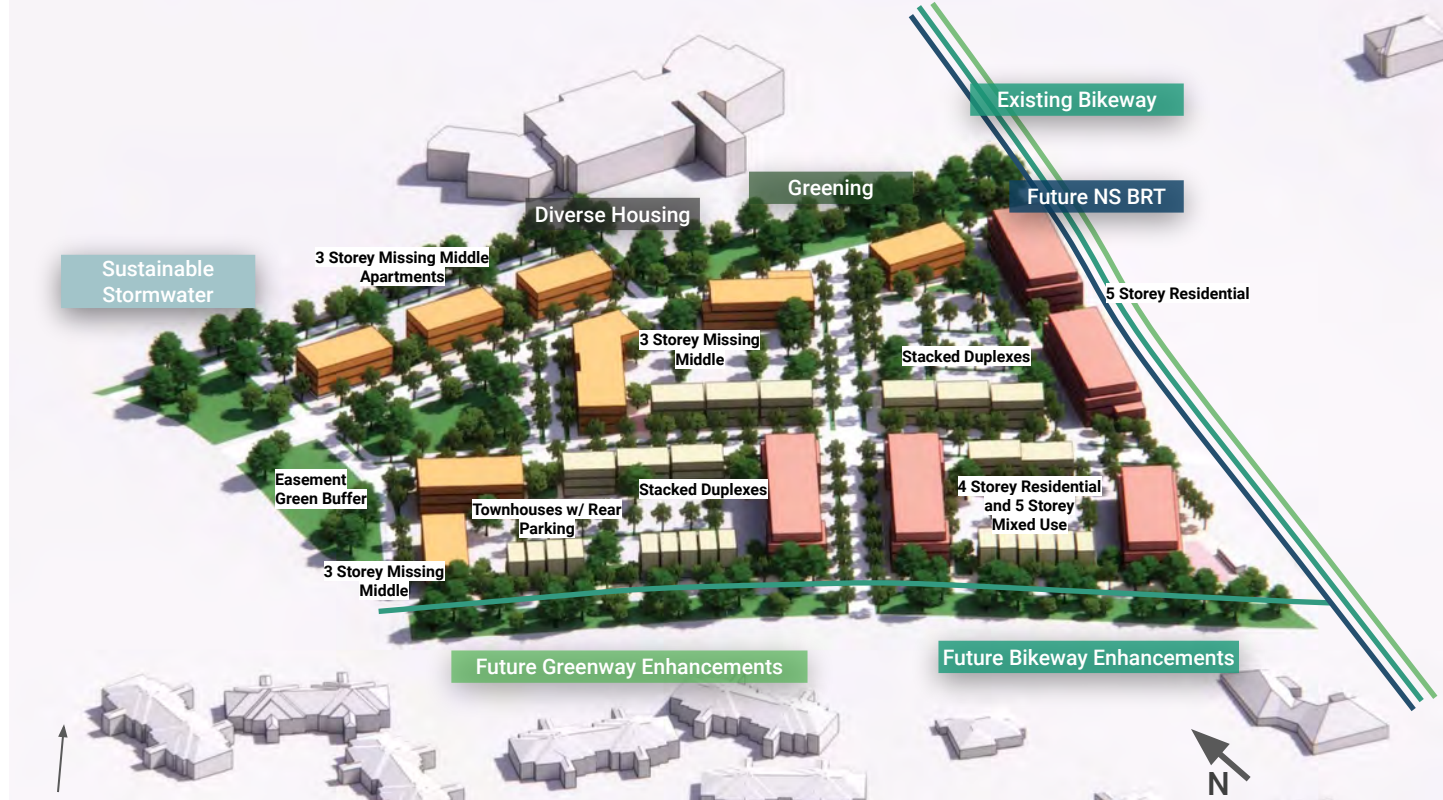 Existing Bikeway
Greening
Future NS BRT
Diverse Housing
3 Storey Missing Middle
Apartments
Sustainable
Stormwater
5 Storey Residential
3 Storey Missing
Middle
Stacked Duplexes
Easement
Green Buffer
Stacked Duplexes
4 Storey Residential
and 5 Storey
Mixed Use
Townhouses w/ Rear
Parking
3 Storey Missing
Middle
Future Greenway Enhancements
Future Bikeway Enhancements
N